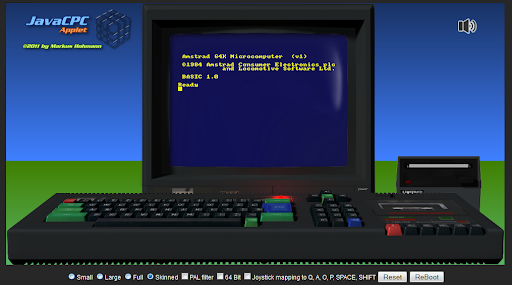 JavaCPC
Applet
©2011 by Markus Hohmann
Amstrad 64K Microcomputer (v1)
©1984 Amstrad Consumer Electronics plc
and Locomotive Software Ltd.
BASIC 1.0
Ready
Small Large Full Skinned PAL filter 64 Bit Joystick mapping to Q, A, O, P, SPACE, SHIFT Reset ReBoot